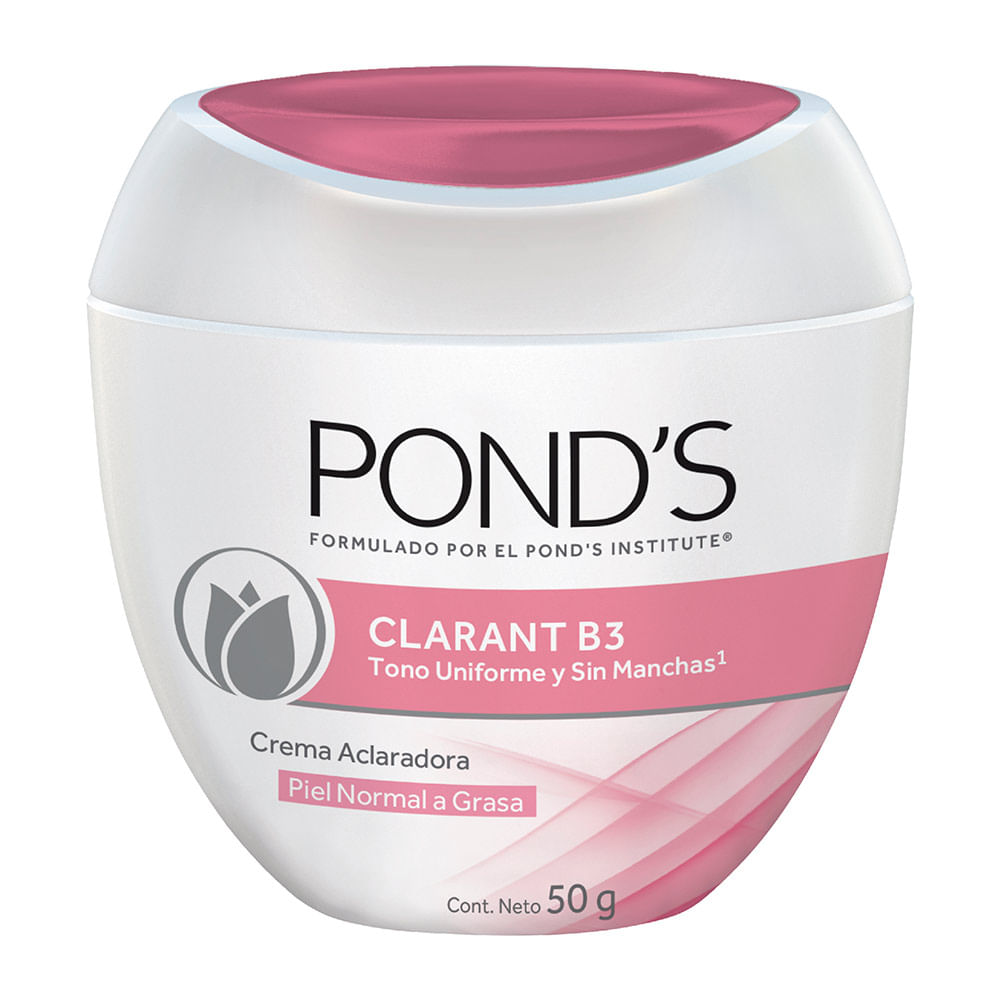 POND'S
FORMULADO POR EL POND'S INSTITUTE®
CLARANT B3
Tono Uniforme y Sin Manchas¹
Crema Aclaradora
Piel Normal a Grasa
Cont. Neto 50 g